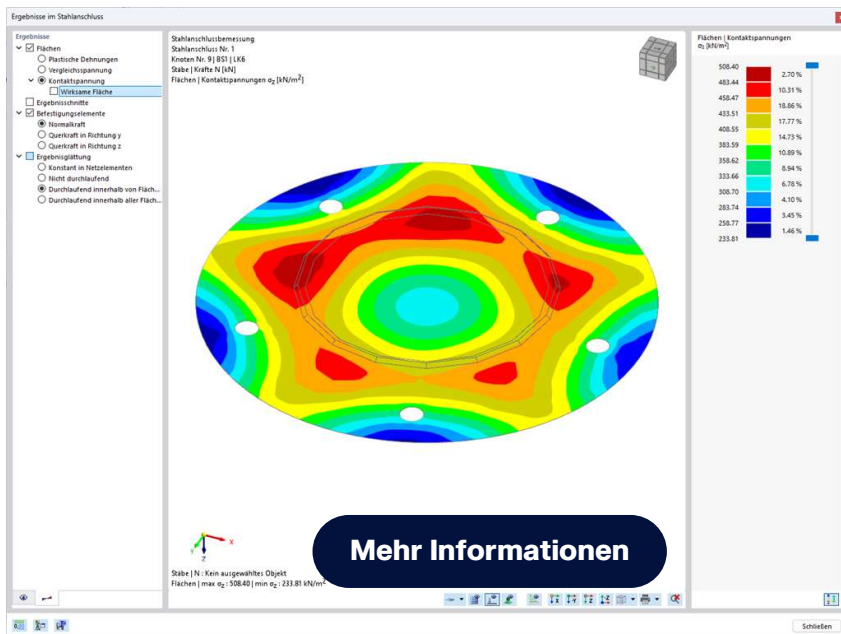 Ergebnisse im Stahlanschluss
Ergebnisse
Flächen
Plastische Dehnungen
Vergleichsspannung
Kontaktspannung
Wirksame Fläche
Ergebnisschnitte
Befestigungselemente
Normalkraft
Querkraft in Richtung y
Querkraft in Richtung z
Ergebnisglättung
Konstant in Netzelementen
Nicht durchlaufend
Durchlaufend innerhalb von Fläch...
Durchlaufend innerhalb aller Fläch...
Stahlanschlussbemessung
Stahlanschluss Nr. 1
Knoten Nr. 9 | BS1 | LK6
Stäbe | Kräfte N [kN]
Flächen | Kontaktspannungen σz [kN/m²]
X
Y
Z
Stäbe | N : Kein ausgewähltes Objekt
Flächen | max σz : 508.40 | min σz : 233.81 kN/m²
Mehr Informationen
Flächen | Kontaktspannungen
σz [kN/m²]
508.40
2.70 %
483.44
10.31 %
458.47
18.86 %
433.51
17.77 %
408.55
14.73 %
383.59
10.89 %
358.62
8.94 %
333.66
6.78 %
308.70
4.10 %
283.74
3.45 %
258.77
1.46 %
233.81
Schließen